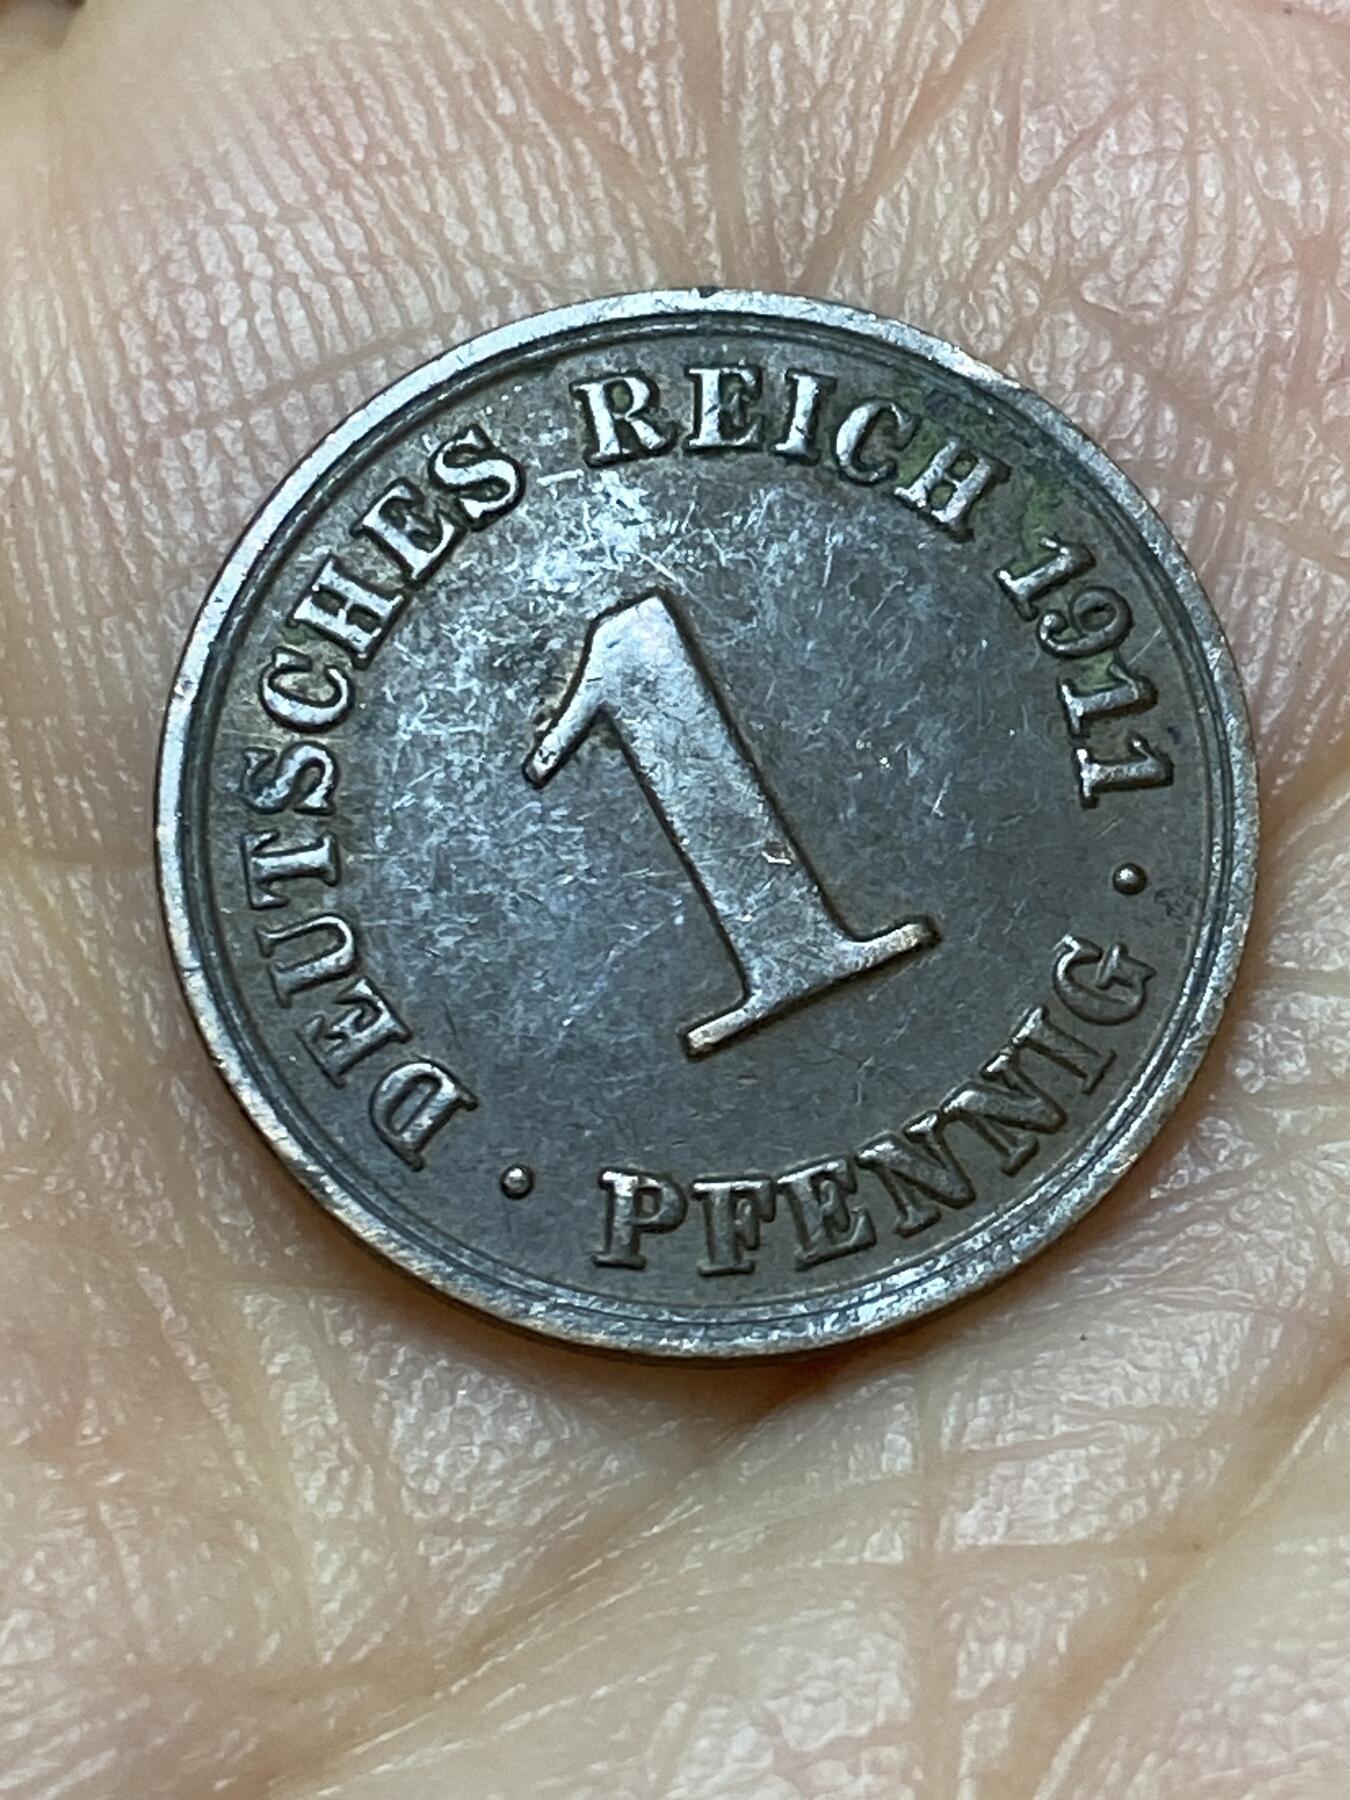 DEUTSCHES REICH 1911
1
• PFENNIG •